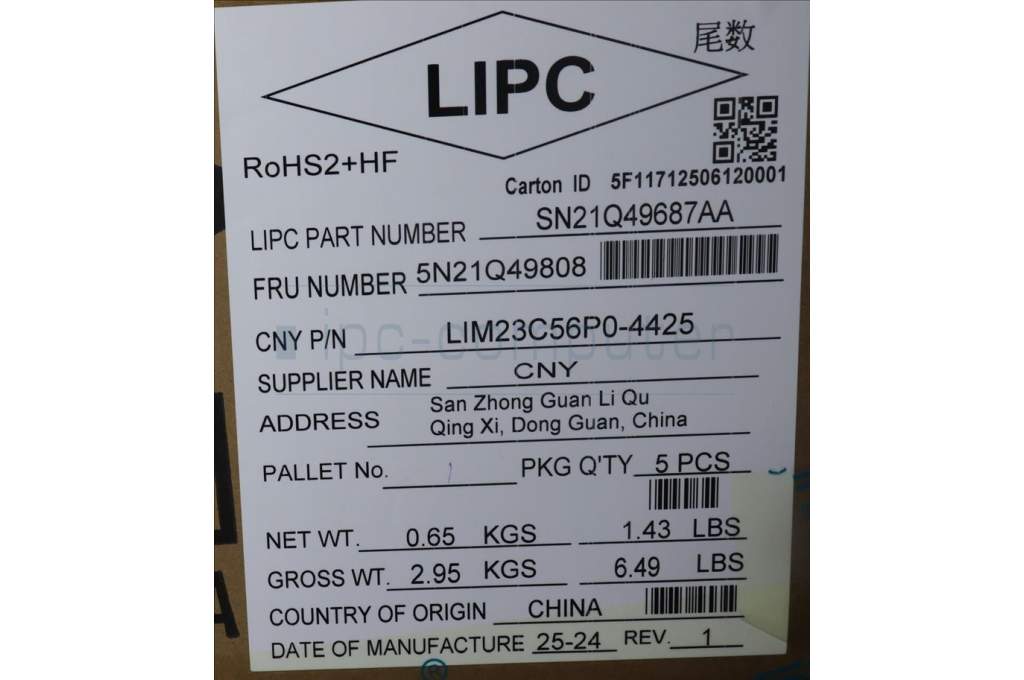 尾数
LIPC
RoHS2+HF
Carton ID 5F11712506120001
LIPC PART NUMBER SN21Q49687AA
FRU NUMBER 5N21Q49808
CNY P/N LIM23C56P0-4425
ipc-computer
SUPPLIER NAME CNY
ADDRESS San Zhong Guan Li Qu
Qing Xi, Dong Guan, China
PALLET No. PKG Q'TY 5 PCS
NET WT. 0.65 KGS 1.43 LBS
GROSS WT. 2.95 KGS 6.49 LBS
COUNTRY OF ORIGIN CHINA
DATE OF MANUFACTURE 25-24 REV. 1
®